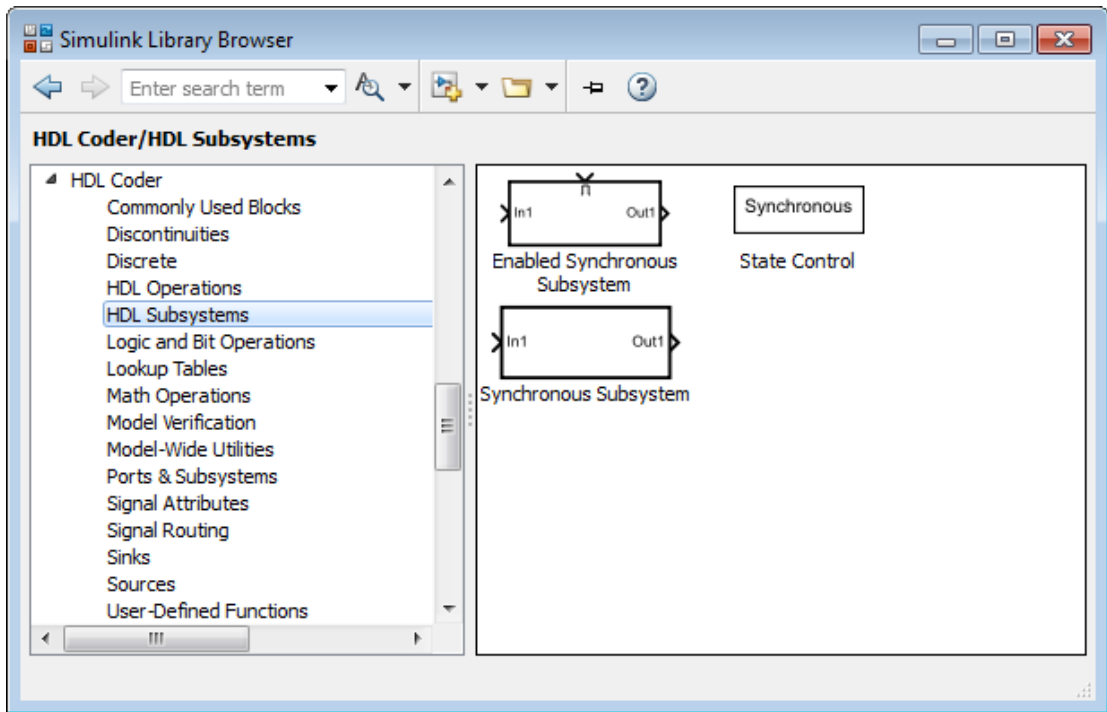 Simulink Library Browser
Enter search term
HDL Coder/HDL Subsystems
HDL Coder
Commonly Used Blocks
Discontinuities
Discrete
HDL Operations
HDL Subsystems
Logic and Bit Operations
Lookup Tables
Math Operations
Model Verification
Model-Wide Utilities
Ports & Subsystems
Signal Attributes
Signal Routing
Sinks
Sources
User-Defined Functions
In1 Out1
Enabled Synchronous
Subsystem
Synchronous
State Control
In1 Out1
Synchronous Subsystem